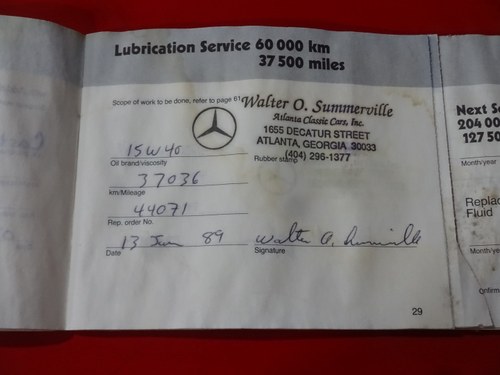 Lubrication Service 60 000 km
37 500 miles
Scope of work to be done, refer to page 61
Walter O. Summerville
Atlanta Classic Cars, Inc.
1655 DECATUR STREET
ATLANTA, GEORGIA 30033
(404) 296-1377
Rubber stamp
15W40
Oil brand/viscosity
37036
km/Mileage
44071
Rep. order No.
13 Jun 89
Date
Walter O. Summerville
Signature
29
Next S
204 00
127 50
Month/year
Replac
Fluid
Month/y
Confirm